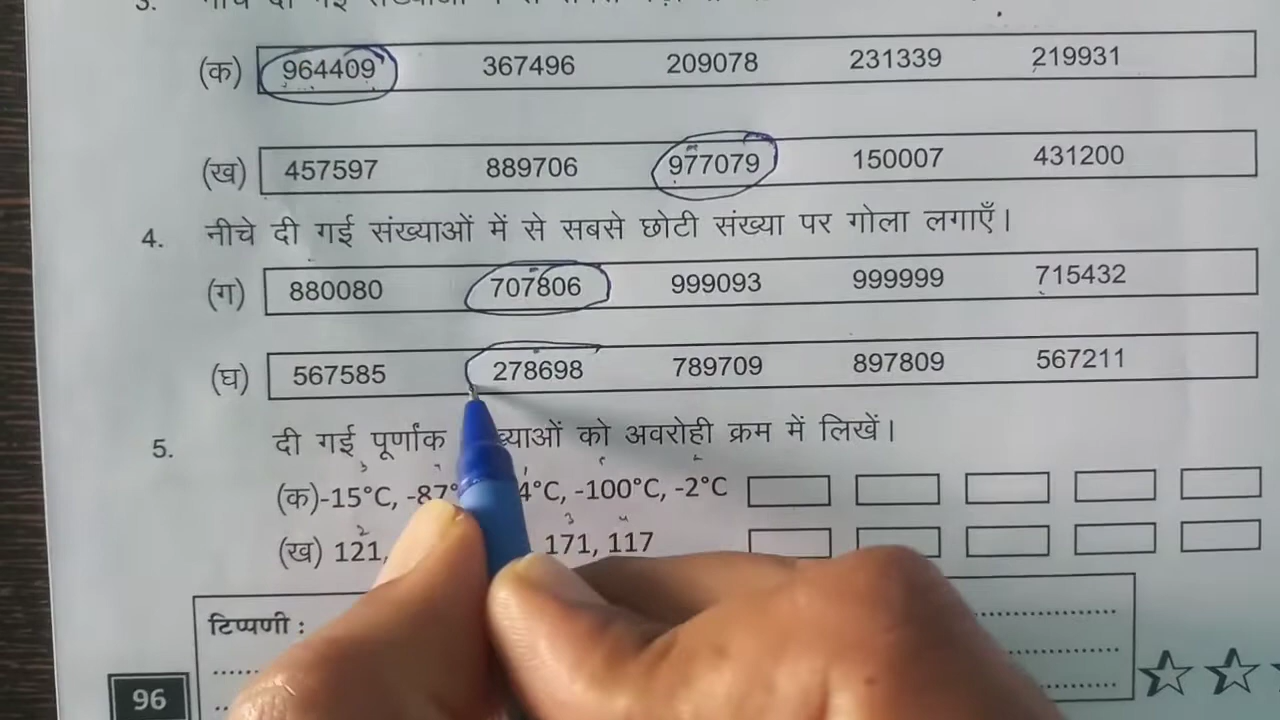 3.
(क) 964409 367496 209078 231339 219931
(ख) 457597 889706 977079 150007 431200
4. नीचे दी गई संख्याओं में से सबसे छोटी संख्या पर गोला लगाएँ।
(ग) 880080 707806 999093 999999 715432
(घ) 567585 278698 789709 897809 567211
5. दी गई पूर्णांक को अवरोही क्रम में लिखें।
(क)-15°C, -87° 4°C, -100°C, -2°C
(ख) 121, 171, 117
टिप्पणी :
96